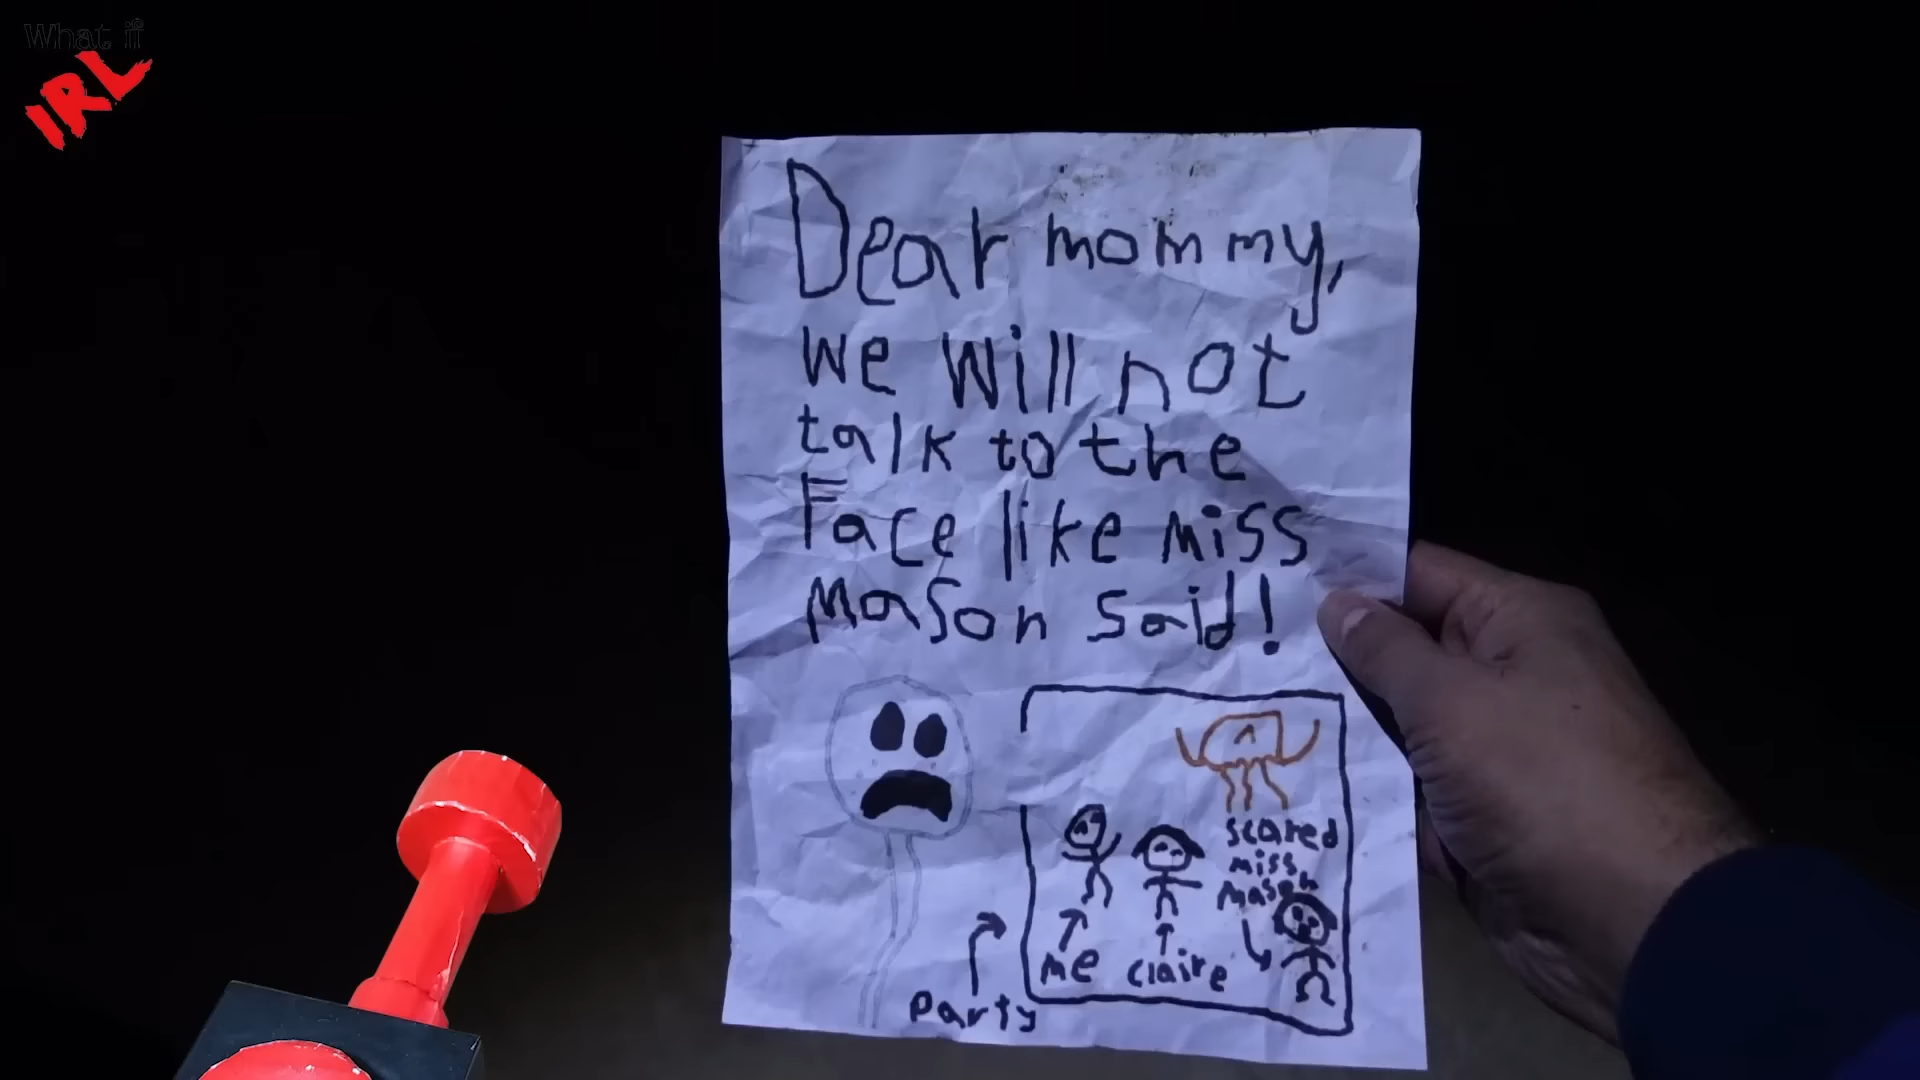 What if
IRL
Dear mommy,
we will not
talk to the
Face like miss
mason said!
scared
miss
mason
me claire
party